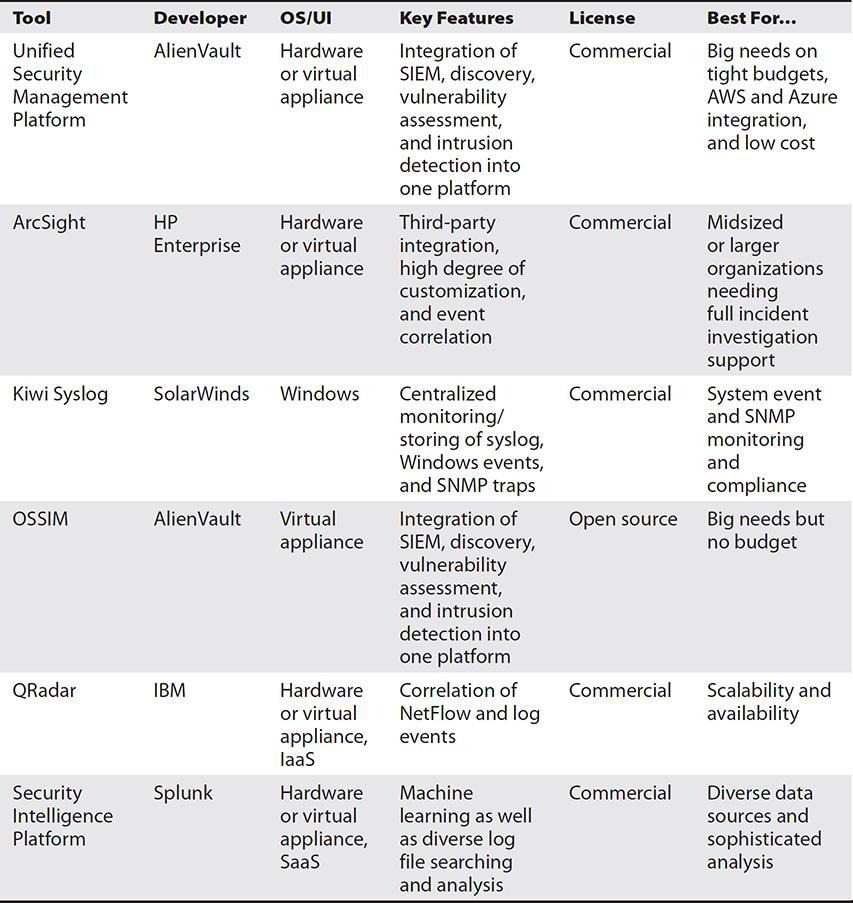 Tool Developer OS/UI Key Features License Best For…
Unified Security Management Platform AlienVault Hardware or virtual appliance Integration of SIEM, discovery, vulnerability assessment, and intrusion detection into one platform Commercial Big needs on tight budgets, AWS and Azure integration, and low cost
ArcSight HP Enterprise Hardware or virtual appliance Third-party integration, high degree of customization, and event correlation Commercial Midsized or larger organizations needing full incident investigation support
Kiwi Syslog SolarWinds Windows Centralized monitoring/storing of syslog, Windows events, and SNMP traps Commercial System event and SNMP monitoring and compliance
OSSIM AlienVault Virtual appliance Integration of SIEM, discovery, vulnerability assessment, and intrusion detection into one platform Open source Big needs but no budget
QRadar IBM Hardware or virtual appliance, IaaS Correlation of NetFlow and log events Commercial Scalability and availability
Security Intelligence Platform Splunk Hardware or virtual appliance, SaaS Machine learning as well as diverse log file searching and analysis Commercial Diverse data sources and sophisticated analysis